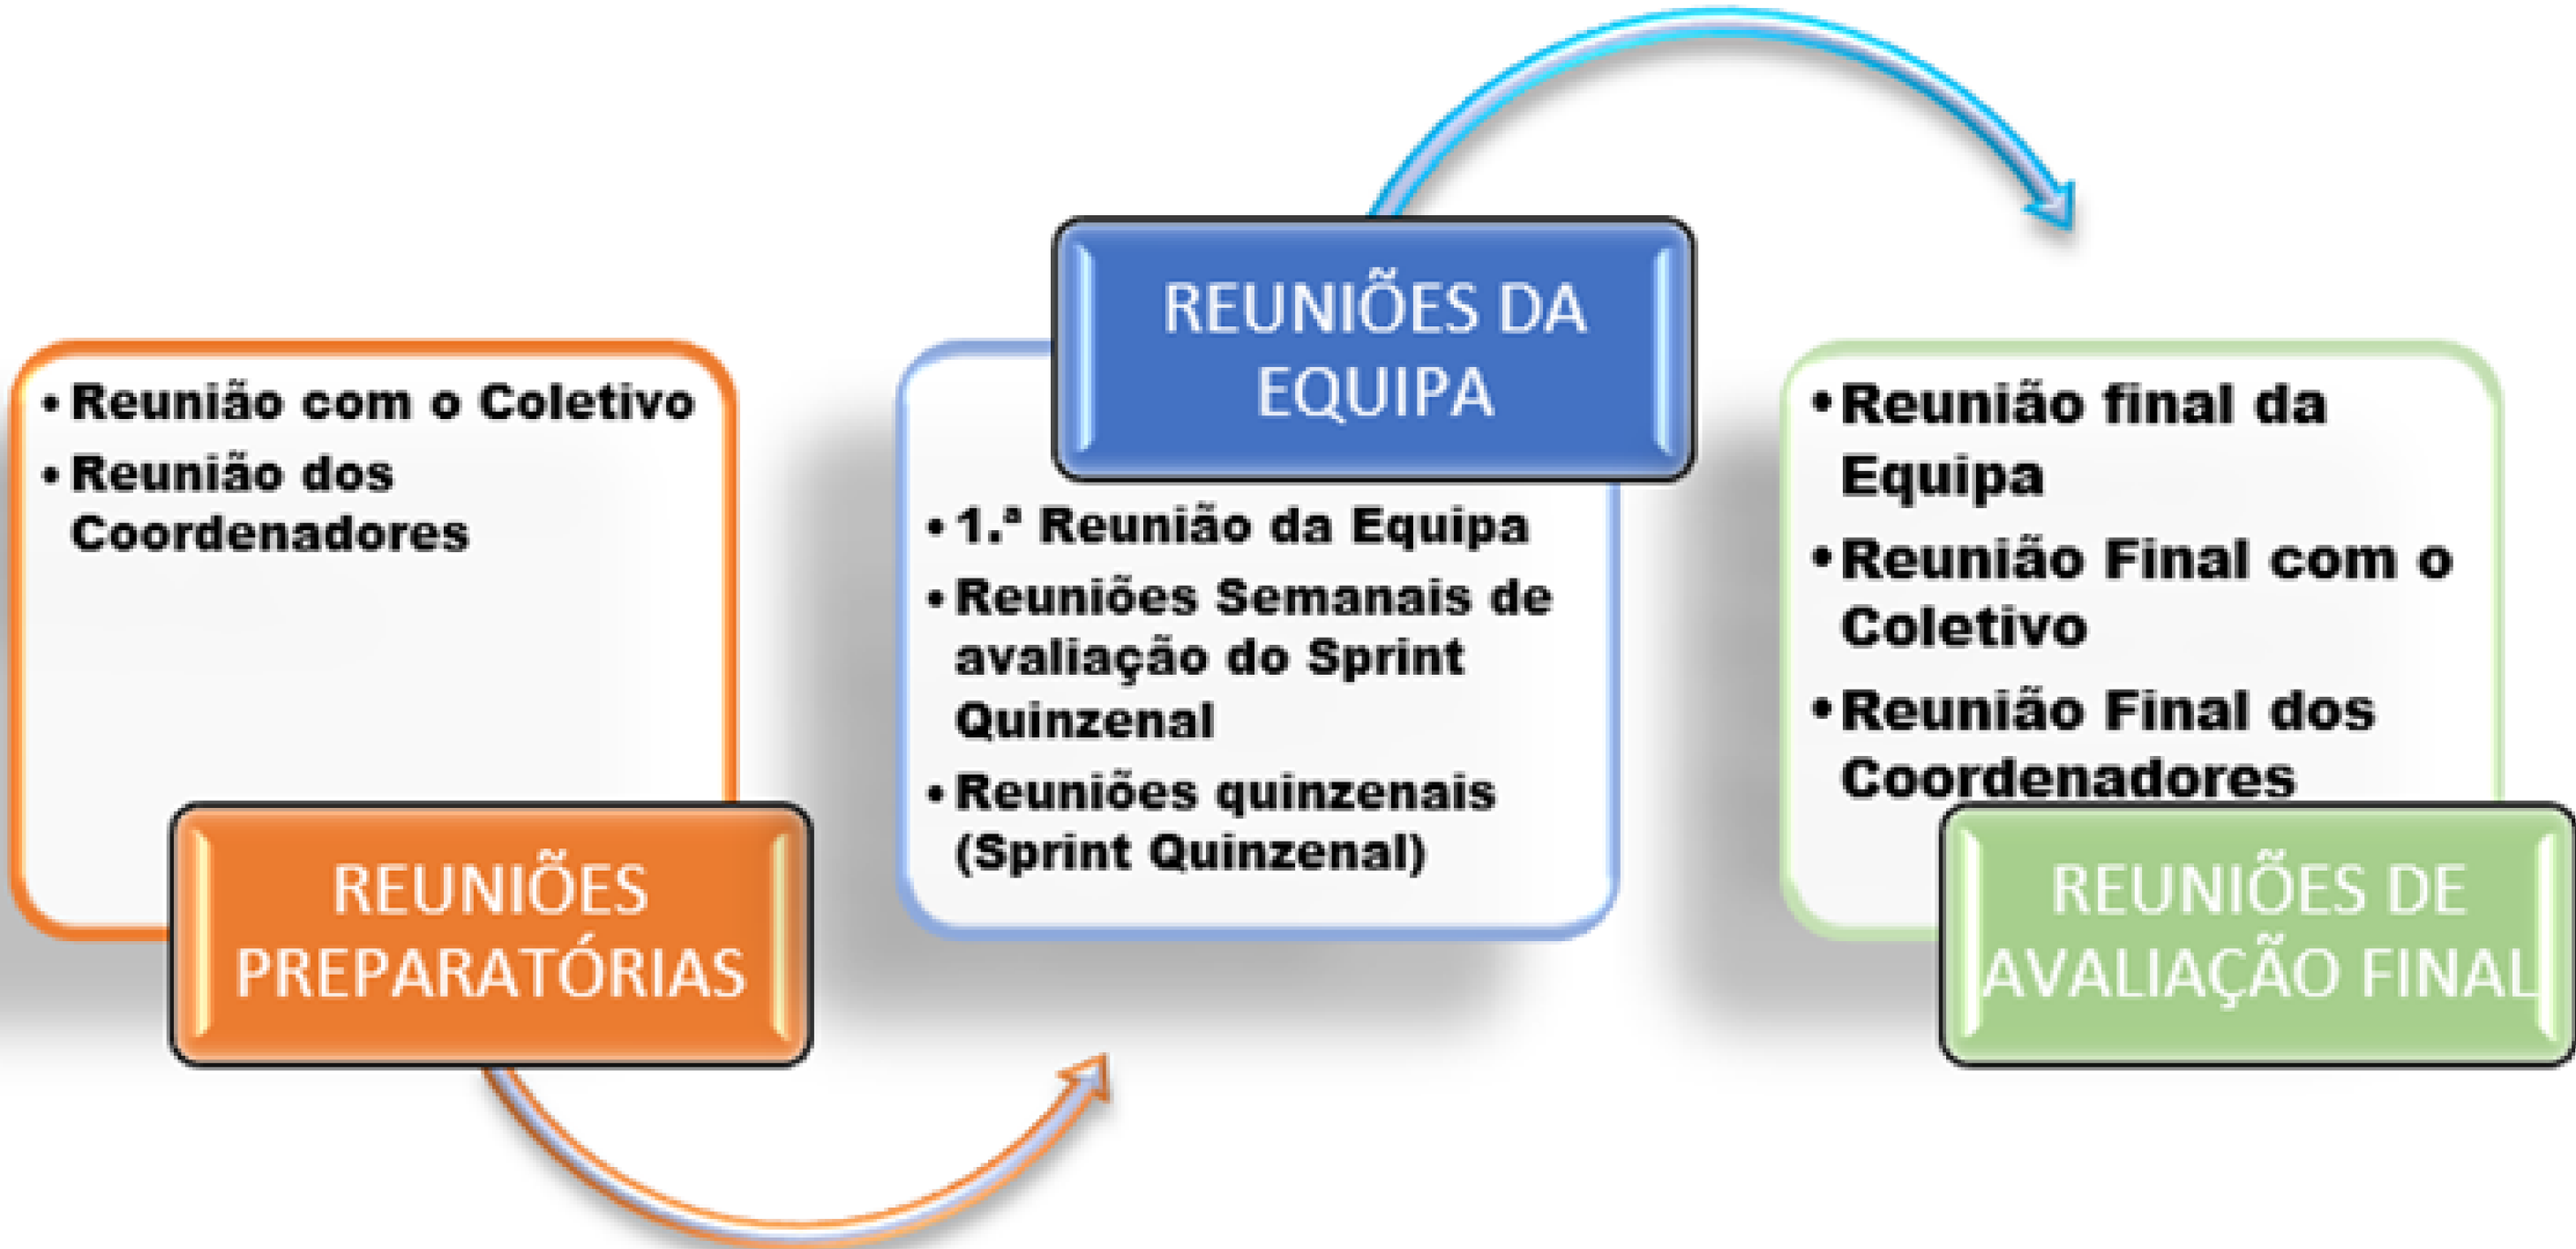 • Reunião com o Coletivo
• Reunião dos
Coordenadores
REUNIÕES
PREPARATÓRIAS
REUNIÕES DA
EQUIPA
• 1.ª Reunião da Equipa
• Reuniões Semanais de
avaliação do Sprint
Quinzenal
• Reuniões quinzenais
(Sprint Quinzenal)
• Reunião final da
Equipa
• Reunião Final com o
Coletivo
• Reunião Final dos
Coordenadores
REUNIÕES DE
AVALIAÇÃO FINAL